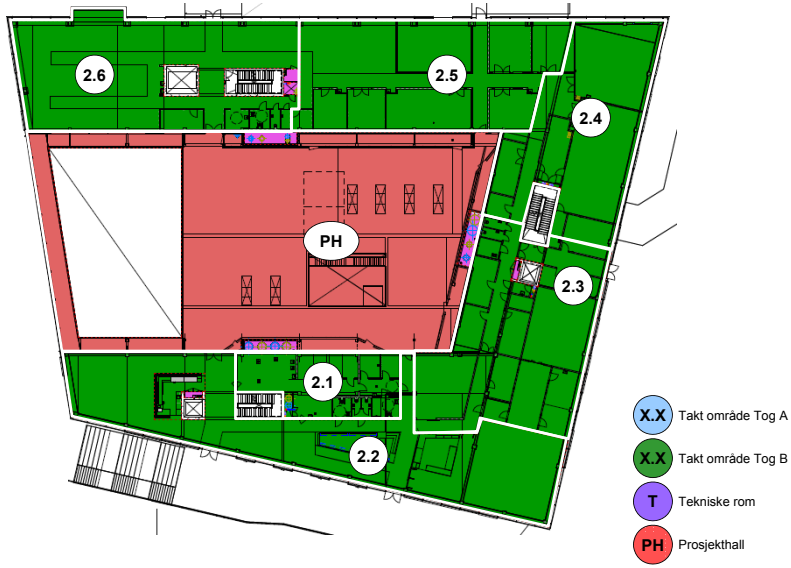 2.6
2.5
2.4
PH
2.3
2.1
2.2
X.X Takt område Tog A
X.X Takt område Tog B
T Tekniske rom
PH Prosjekthall